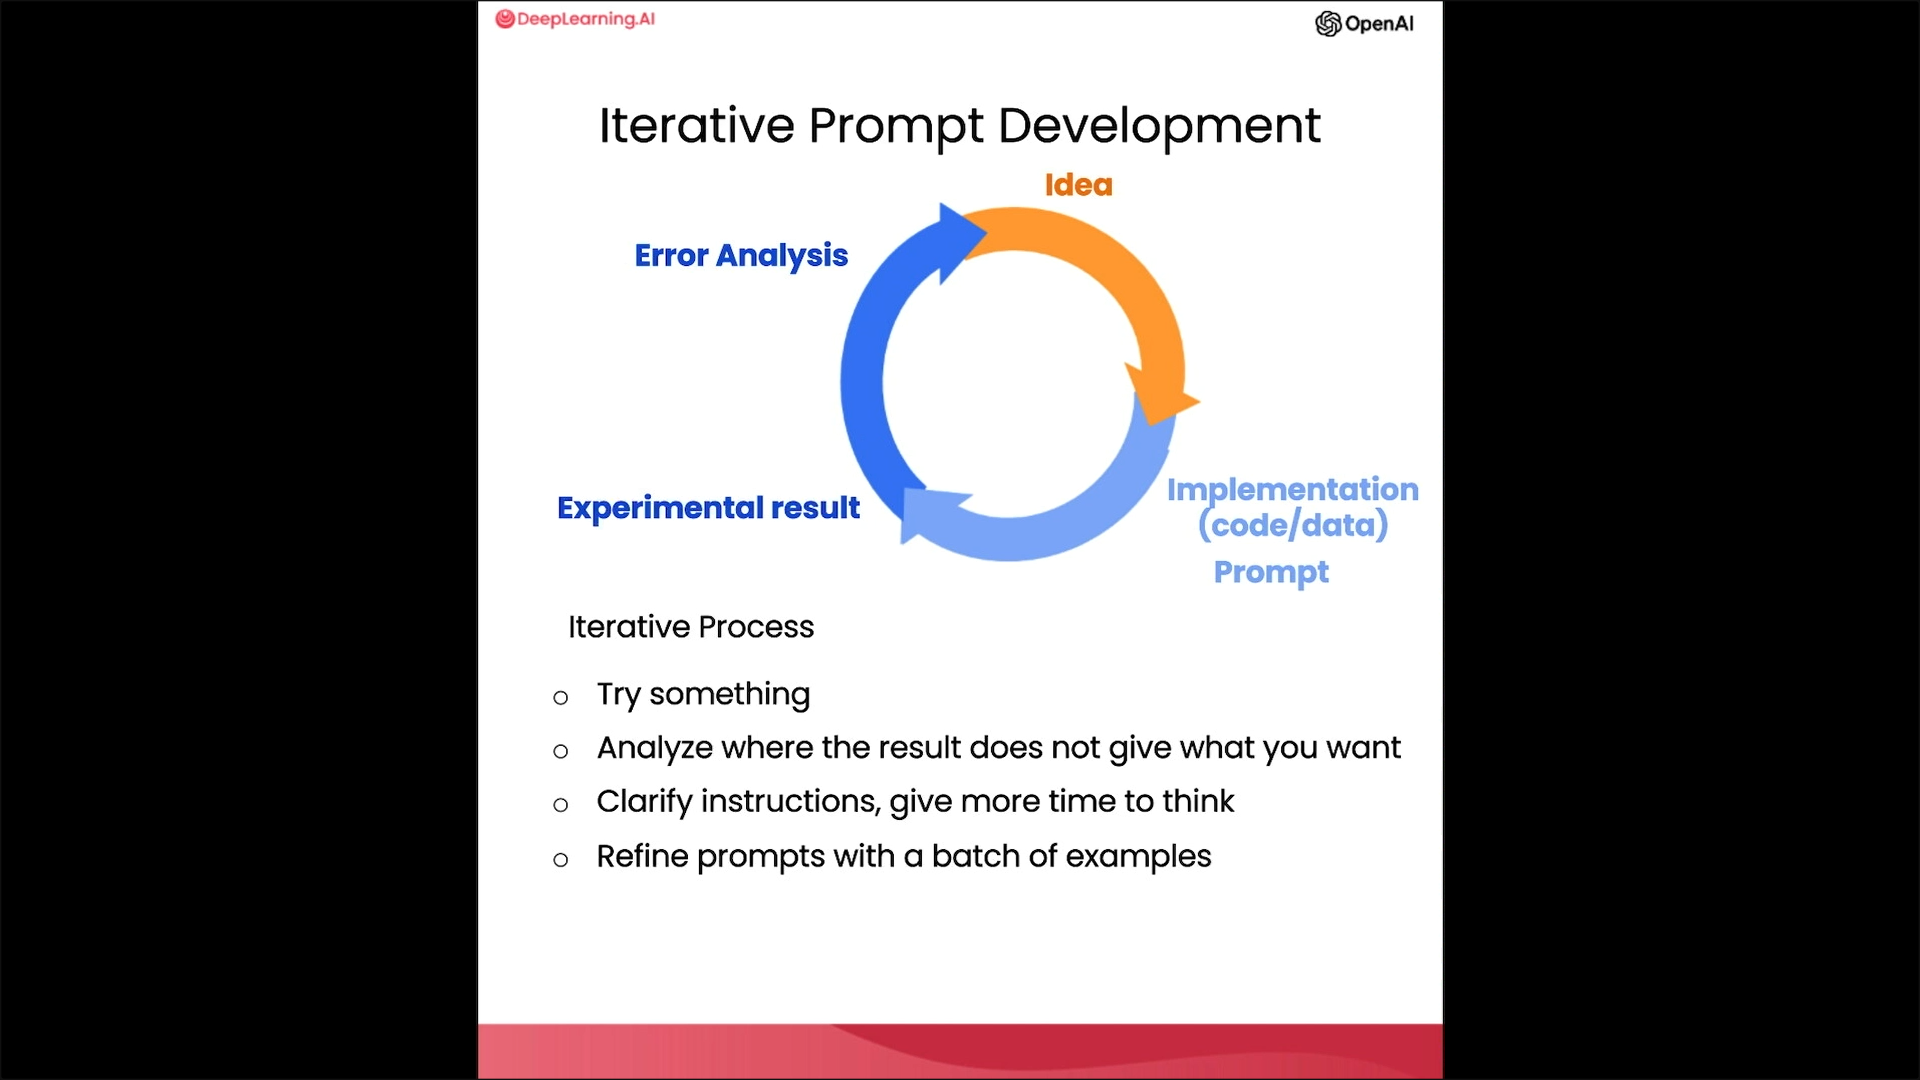 DeepLearning.AI
OpenAI
Iterative Prompt Development
Idea
Error Analysis
Experimental result
Implementation
(code/data)
Prompt
Iterative Process
Try something
Analyze where the result does not give what you want
Clarify instructions, give more time to think
Refine prompts with a batch of examples